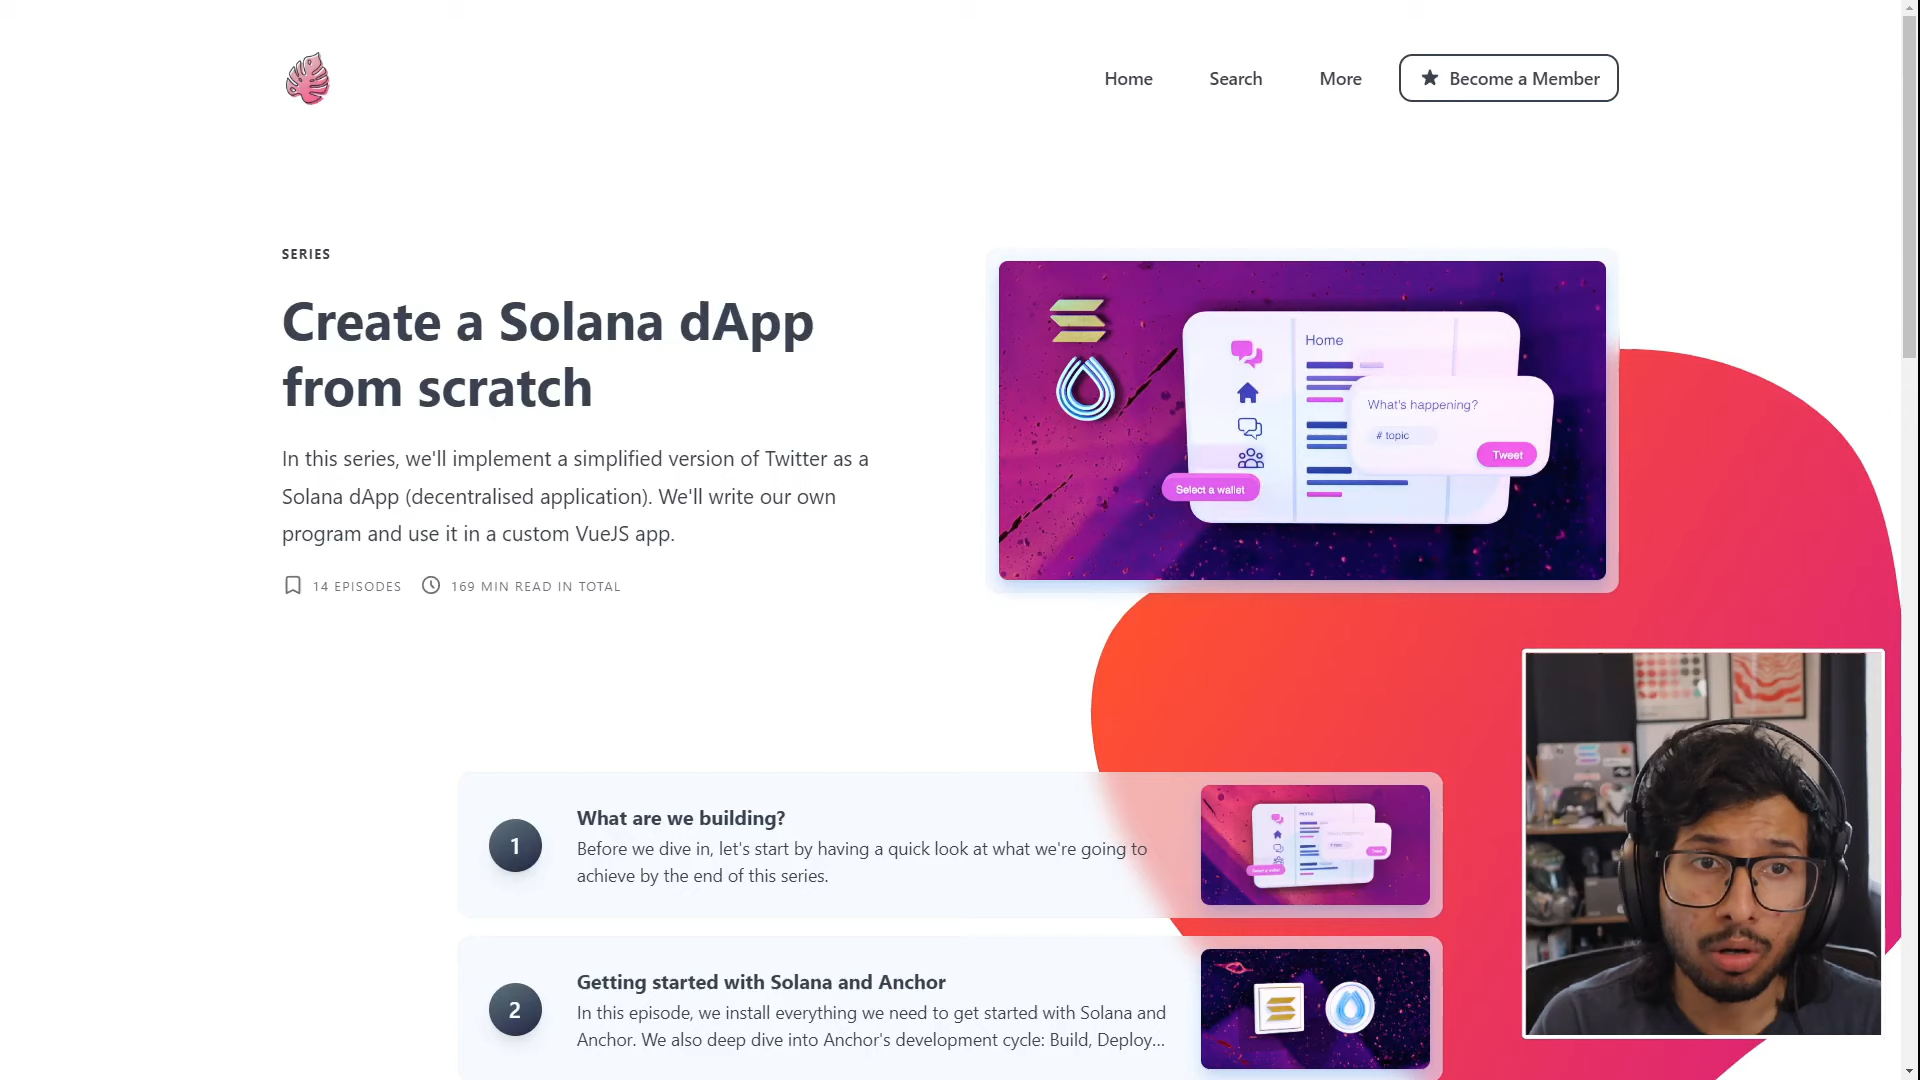 Home
Search
More
Become a Member
SERIES
Create a Solana dApp
from scratch
In this series, we'll implement a simplified version of Twitter as a
Solana dApp (decentralised application). We'll write our own
program and use it in a custom VueJS app.
14 EPISODES
169 MIN READ IN TOTAL
Home
What's happening?
# topic
Tweet
Select a wallet
1
What are we building?
Before we dive in, let's start by having a quick look at what we're going to
achieve by the end of this series.
2
Getting started with Solana and Anchor
In this episode, we install everything we need to get started with Solana and
Anchor. We also deep dive into Anchor's development cycle: Build, Deploy...